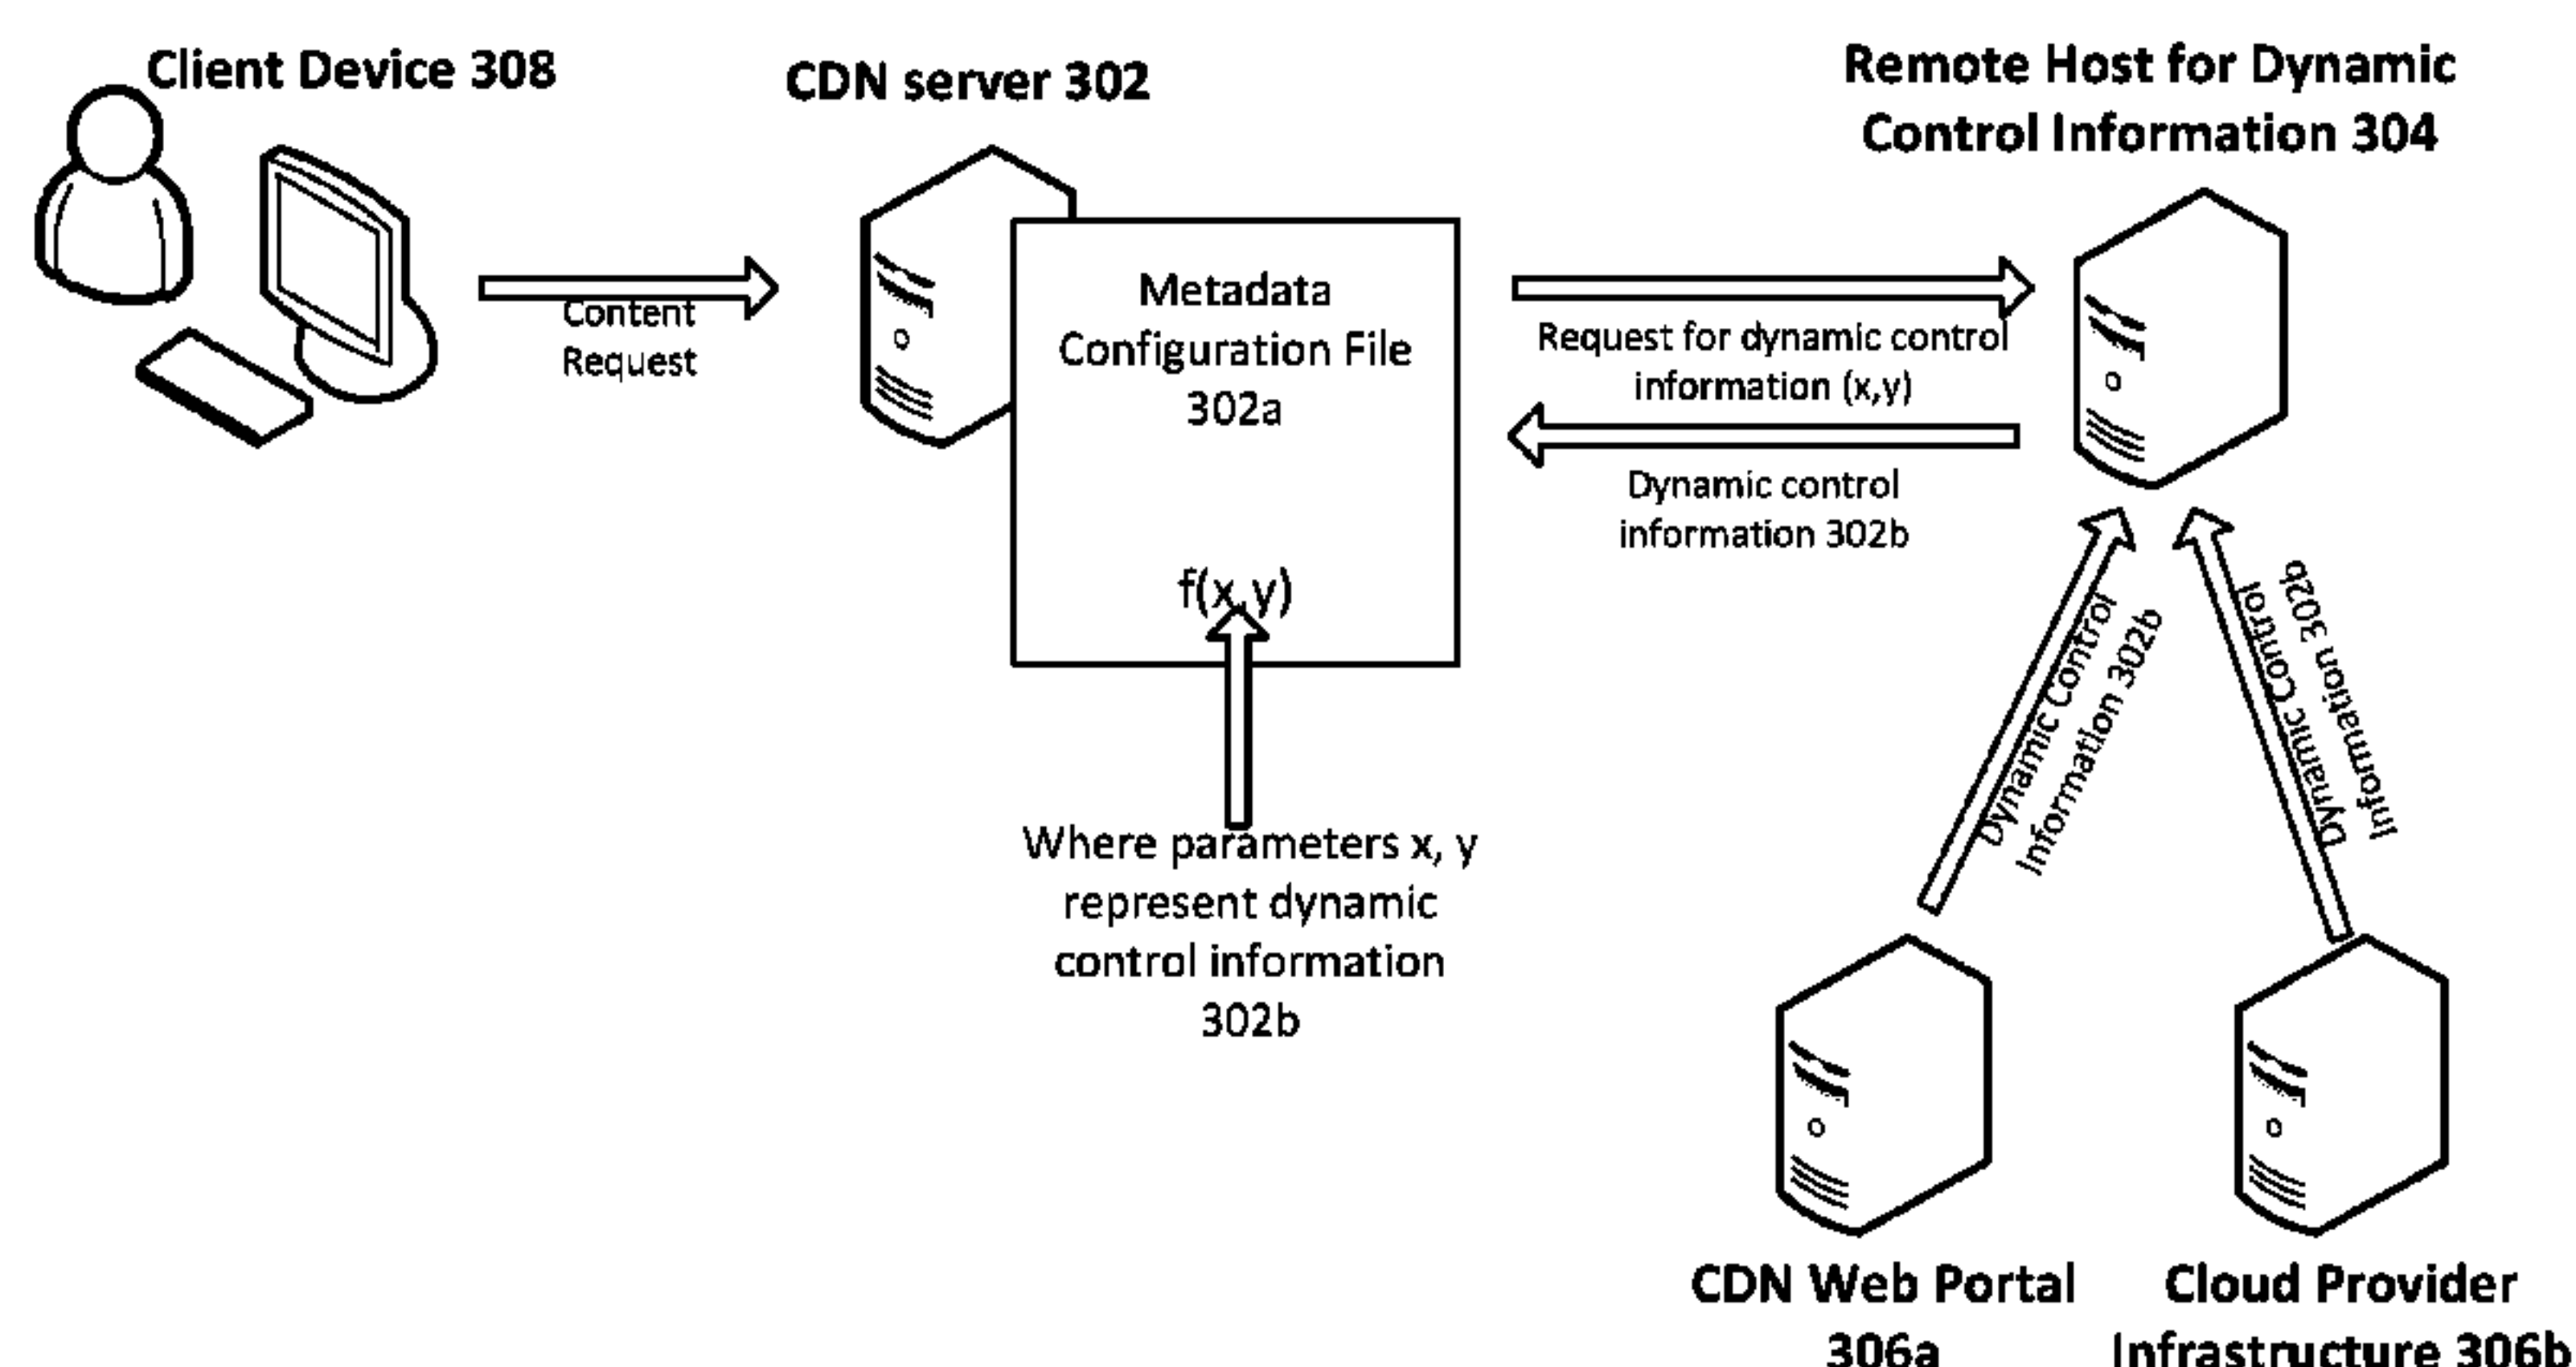 Client Device 308
CDN server 302
Remote Host for Dynamic
Control Information 304
Content
Request
Metadata
Configuration File
302a
f(x,y)
Request for dynamic control
information (x,y)
Dynamic control
information 302b
Where parameters x, y
represent dynamic
control information
302b
Dynamic Control
Information 302b
Dynamic Control
Information 302b
CDN Web Portal
306a
Cloud Provider
Infrastructure 306b